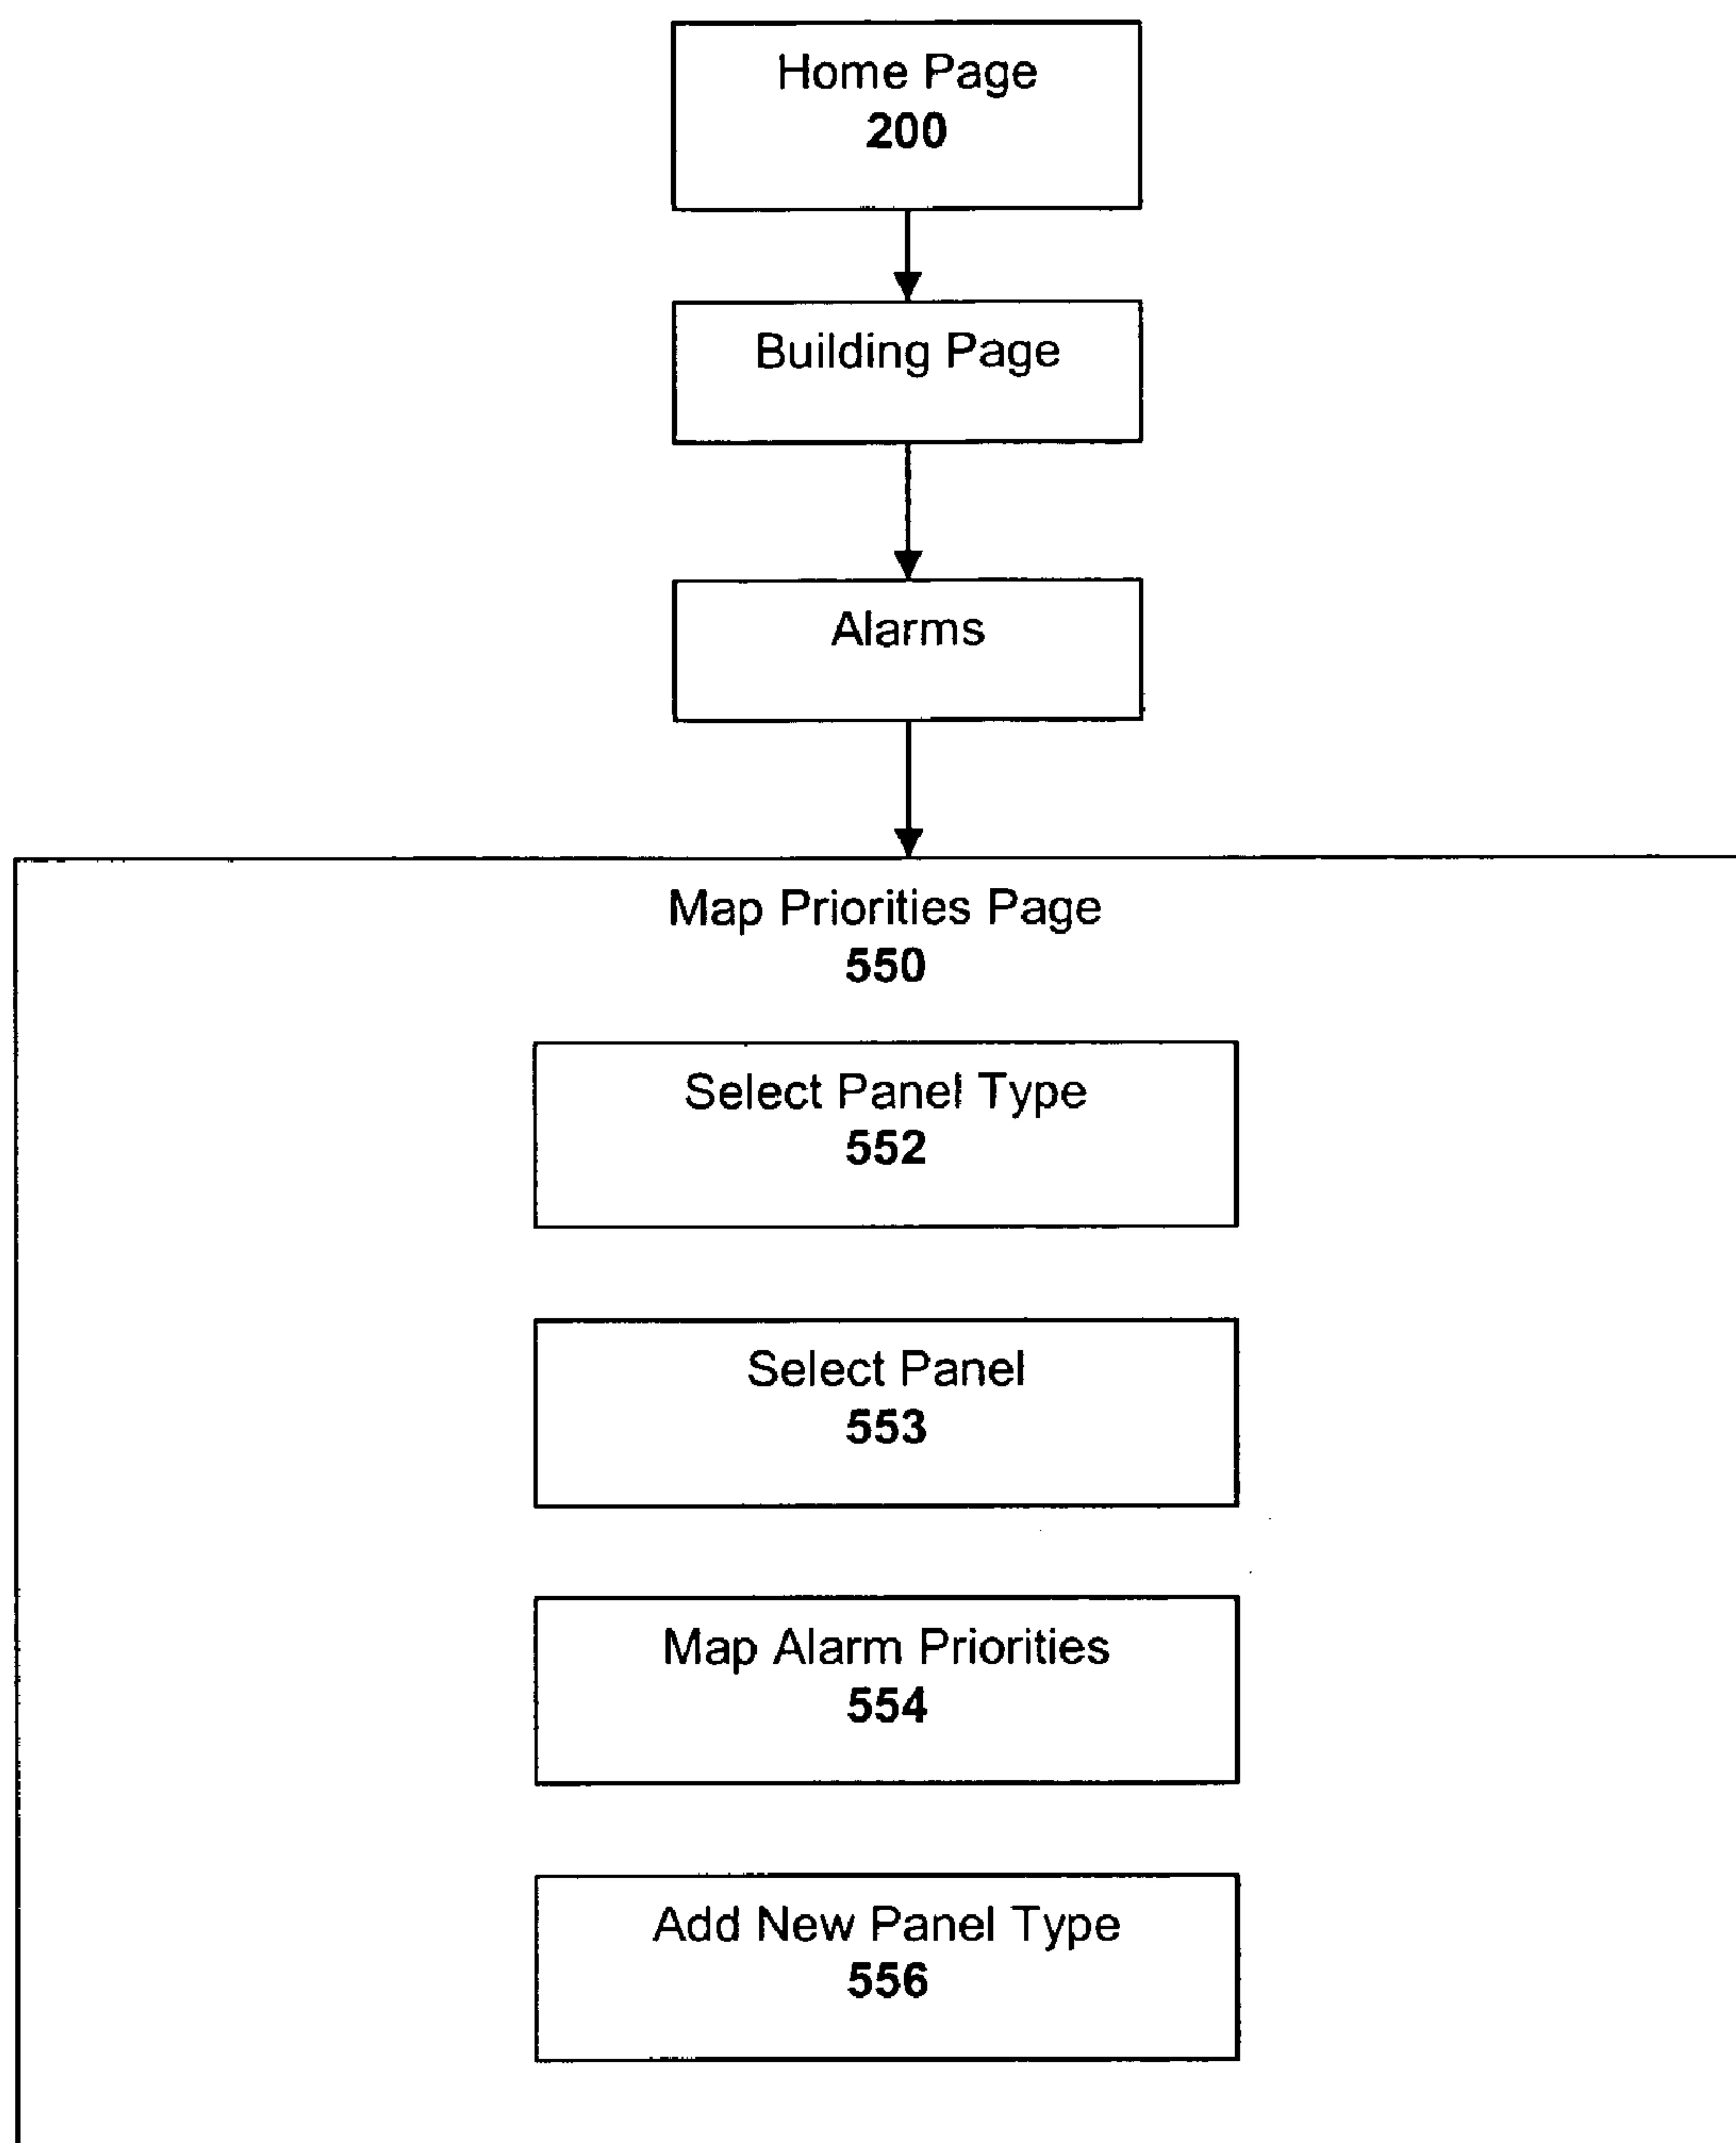 Home Page
200
Building Page
Alarms
Map Priorities Page
550
Select Panel Type
552
Select Panel
553
Map Alarm Priorities
554
Add New Panel Type
556